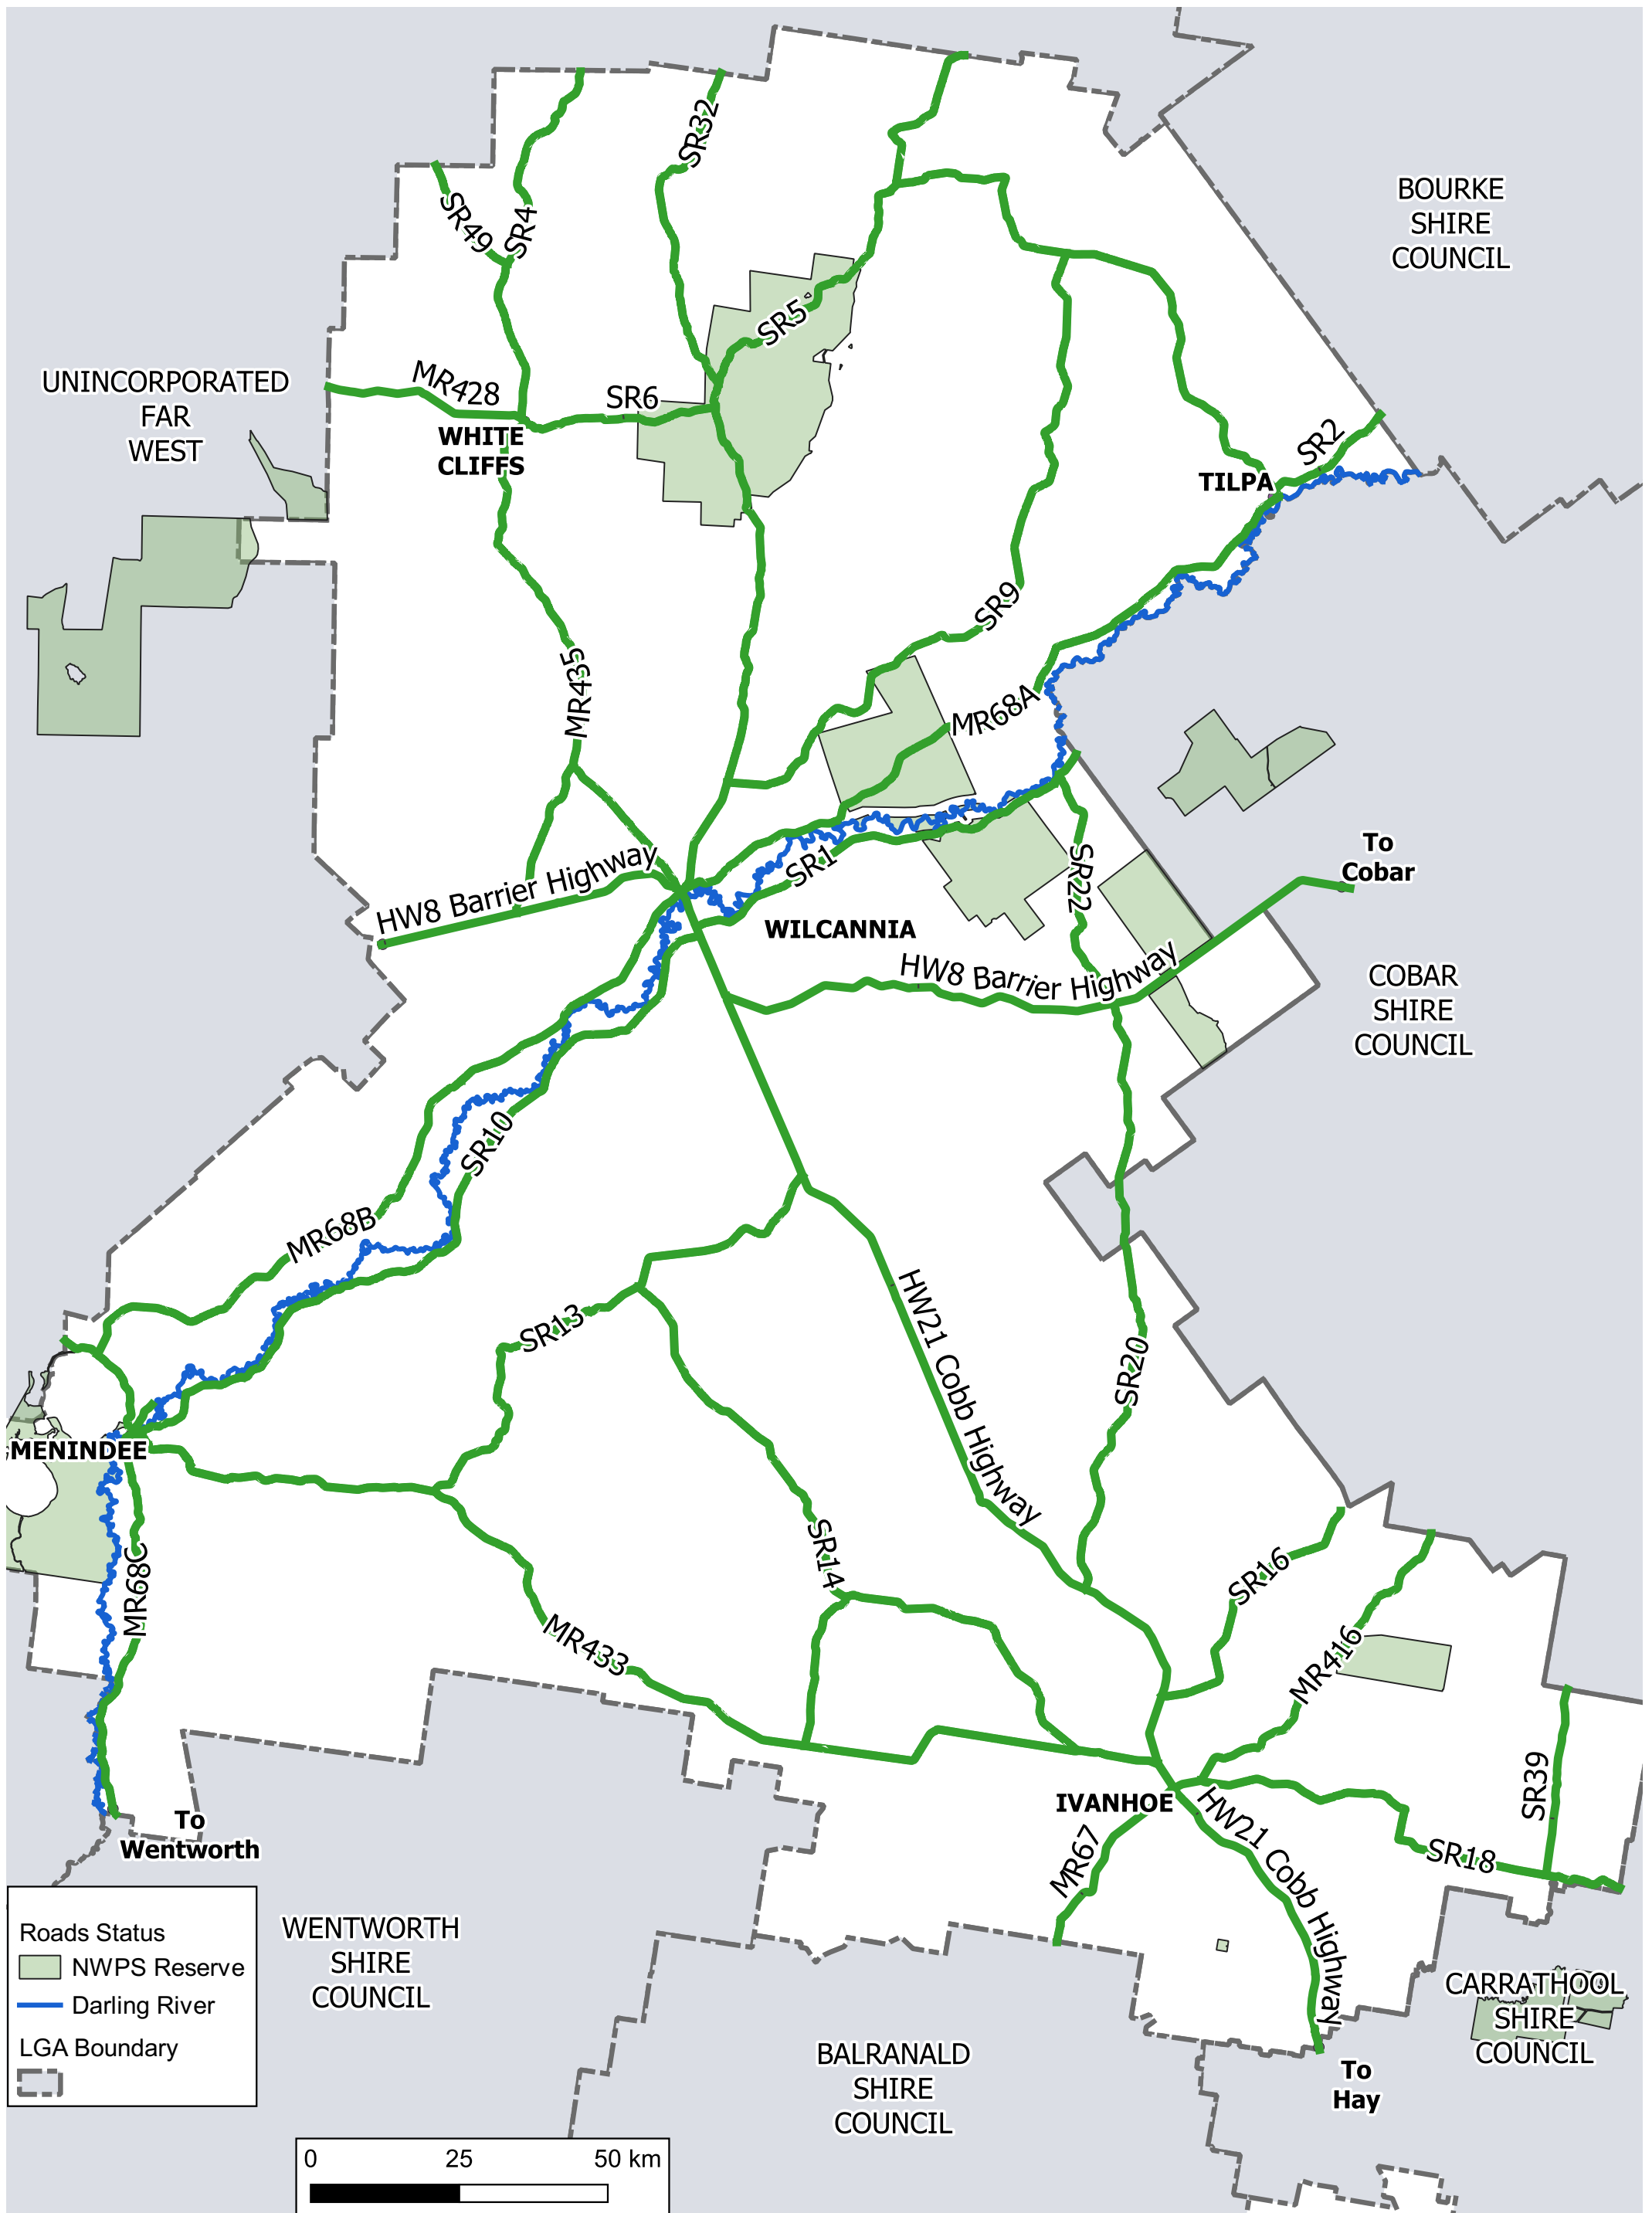 SR32
BOURKE
SHIRE
COUNCIL
SR49
SR4
SR5
UNINCORPORATED
FAR
WEST
MR428
SR6
WHITE
CLIFFS
SR2
TILPA
SR9
MR435
MR68A
To
Cobar
SR1
SR22
HW8 Barrier Highway
WILCANNIA
HW8 Barrier Highway
COBAR
SHIRE
COUNCIL
SR10
MR68B
SR13
HW21 Cobb Highway
SR20
MENINDEE
SR14
SR16
MR68C
MR433
MR416
SR39
IVANHOE
HW21 Cobb Highway
To
Wentworth
MR67
SR18
Roads Status
NWPS Reserve
Darling River
LGA Boundary
WENTWORTH
SHIRE
COUNCIL
CARRATHOOL
SHIRE
COUNCIL
BALRANALD
SHIRE
COUNCIL
To
Hay
0 25 50 km